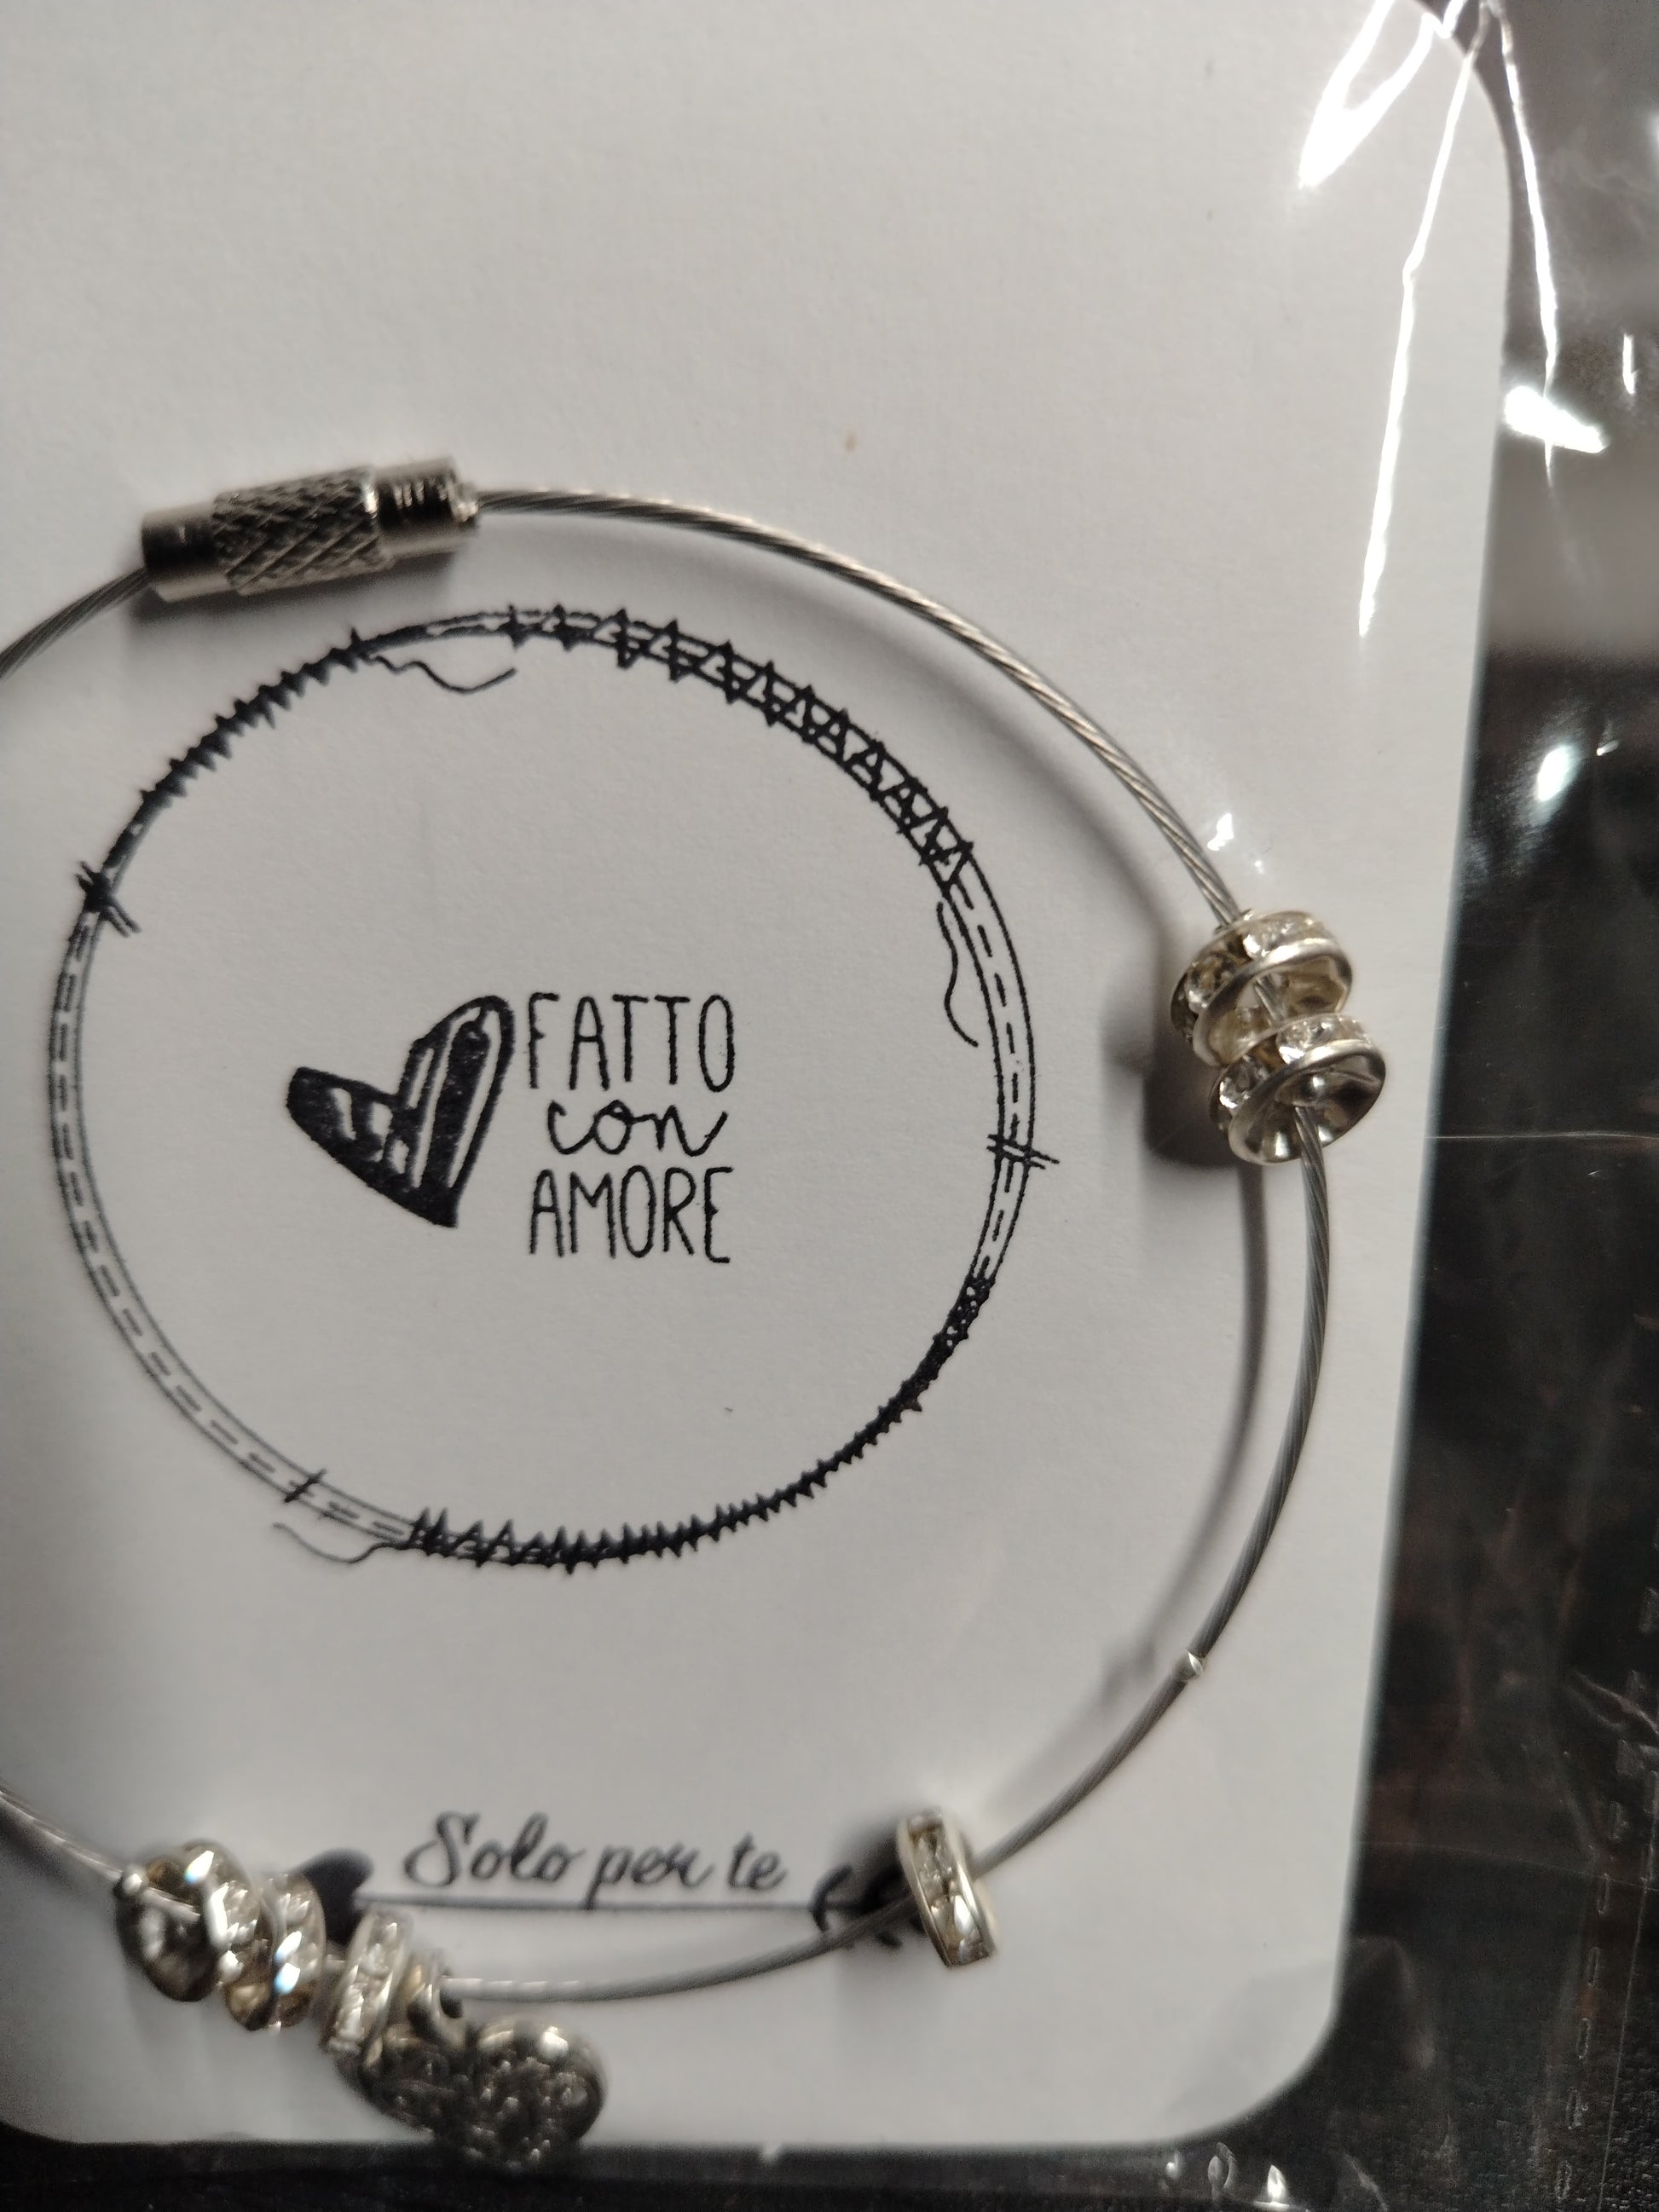 FATTO
con
AMORE
Solo per te